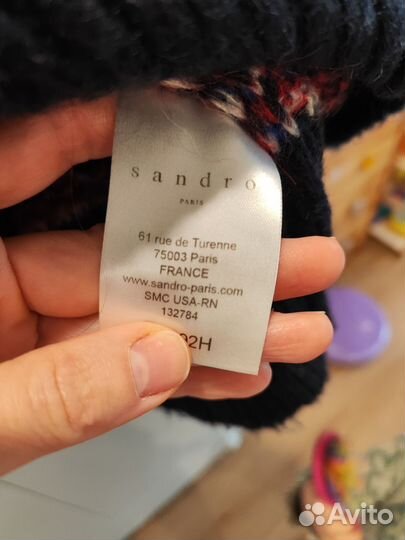 sandro
PARIS
61 rue de Turenne
75003 Paris
FRANCE
www.sandro-paris.com
SMC USA-RN
132784
Avito